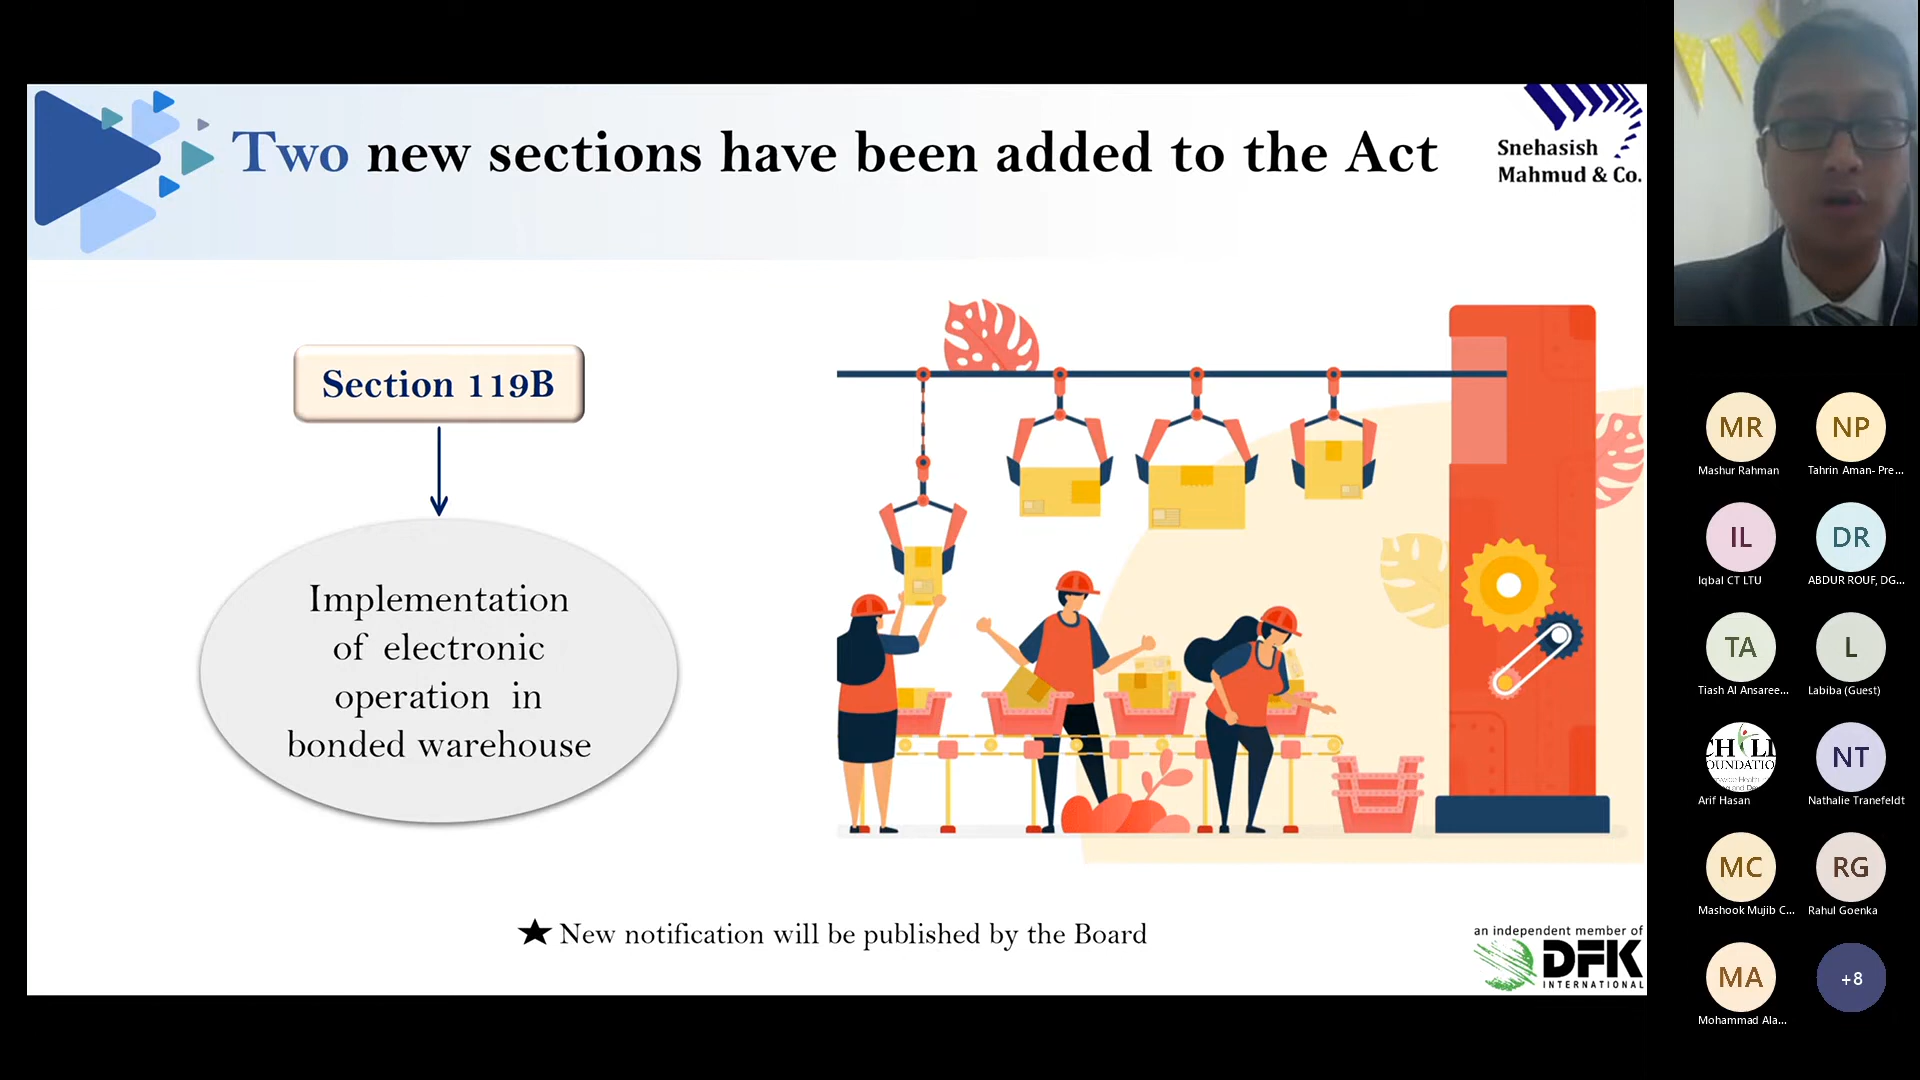 Two new sections have been added to the Act
Snehasish
Mahmud & Co.
Section 119B
Implementation
of electronic
operation in
bonded warehouse
★ New notification will be published by the Board
an independent member of
DFK
INTERNATIONAL
MR
Mashur Rahman
NP
Tahrin Aman- Pre...
IL
Iqbal CT LTU
DR
ABDUR ROUF, DG...
TA
Tiash Al Ansaree...
L
Labiba (Guest)
Arif Hasan
NT
Nathalie Tranefeldt
MC
Mashook Mujib C...
RG
Rahul Goenka
MA
Mohammad Ala...
+8